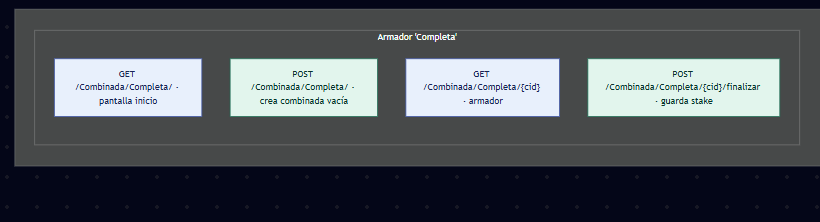 Armador 'Completa'
GET
/Combinada/Completa/ ·
pantalla inicio
POST
/Combinada/Completa/ ·
crea combinada vacía
GET
/Combinada/Completa/{cid}
· armador
POST
/Combinada/Completa/{cid}/finalizar
· guarda stake